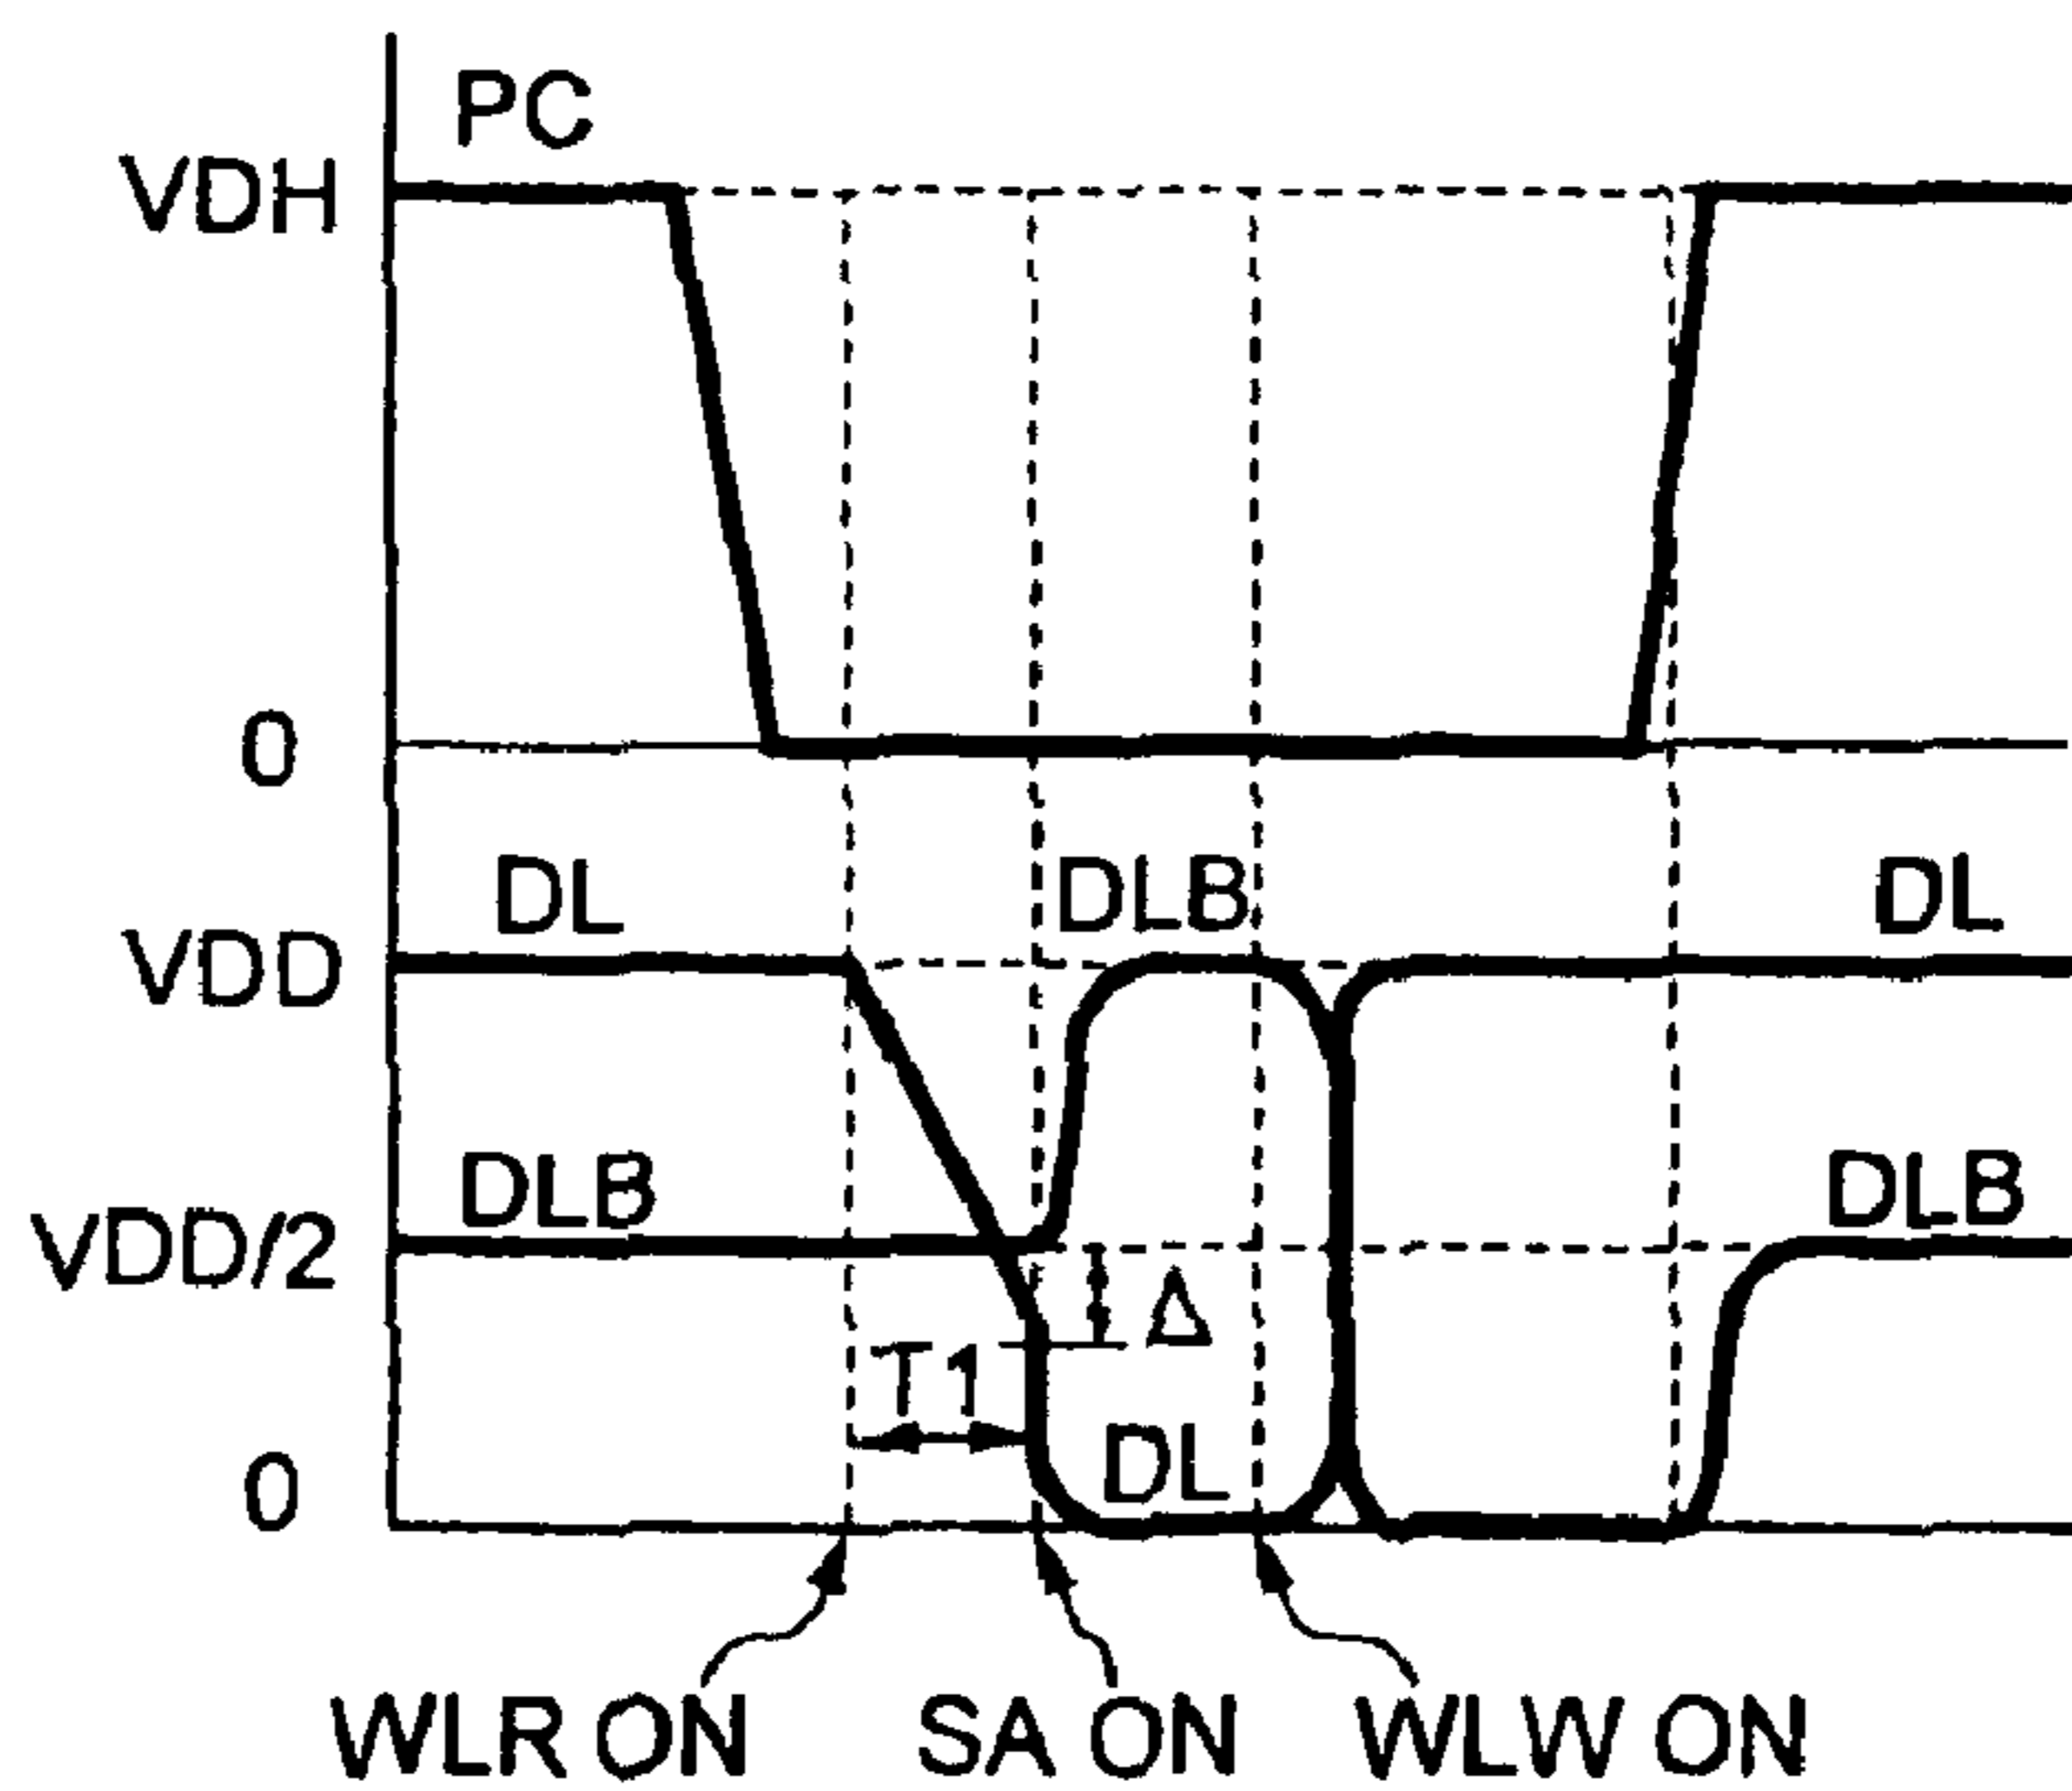 PC
VDH
0
DL DLB DL
VDD
DLB DLB
VDD/2
Δ
T1
DL
0
WLR ON SA ON WLW ON